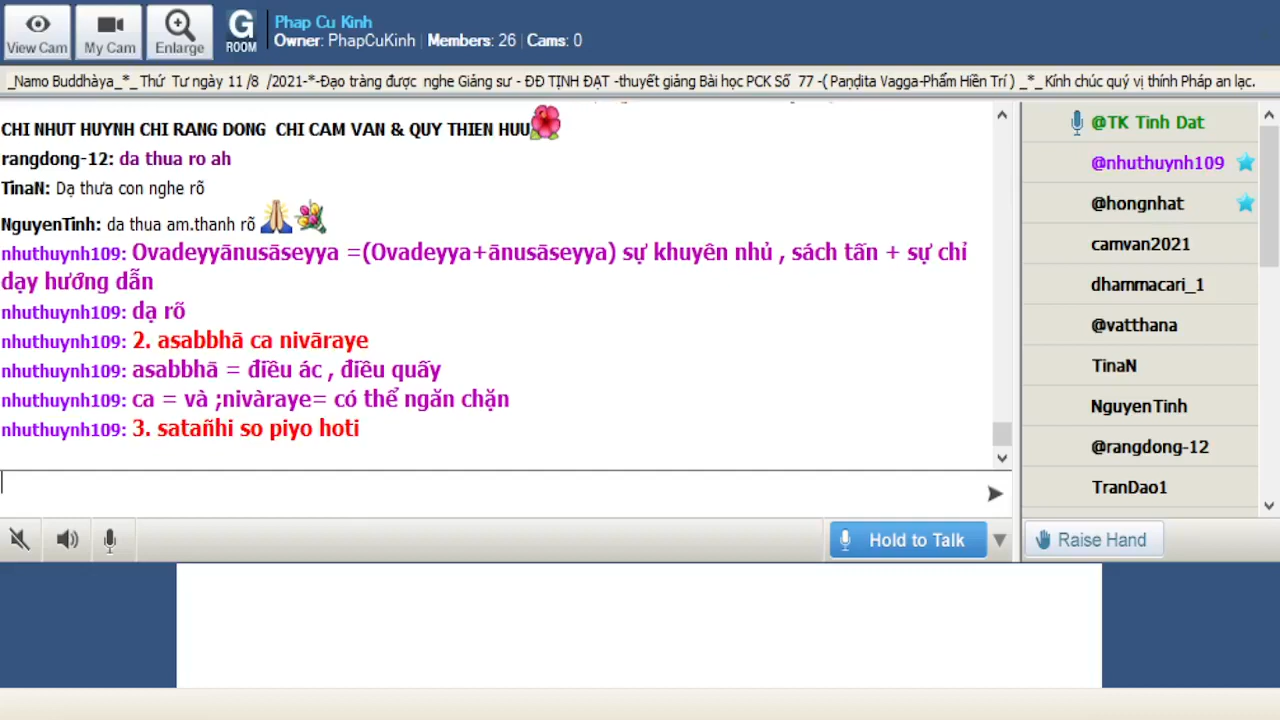 View Cam
My Cam
Enlarge
G
ROOM
Phap Cu Kinh
Owner: PhapCuKinh | Members: 26 | Cams: 0
_Namo Buddhàya_*_Thứ Tư ngày 11 /8 /2021-*-Đạo tràng được nghe Giảng sư - ĐĐ TỊNH ĐẠT -thuyết giảng Bài học PCK Số 77 -( Paṇḍita Vagga-Phẩm Hiền Trí ) _*_ Kính chúc quý vị thính Pháp an lạc.
CHI NHUT HUYNH CHI RANG DONG CHI CAM VAN & QUY THIEN HUU
rangdong-12: da thua ro ah
TinaN: Dạ thưa con nghe rõ
NguyenTinh: da thua am.thanh rõ
nhuthuynh109: Ovadeyyānusāseyya =(Ovadeyya+ānusāseyya) sự khuyên nhủ , sách tấn + sự chỉ
dạy hướng dẫn
nhuthuynh109: dạ rõ
nhuthuynh109: 2. asabbhā ca nivāraye
nhuthuynh109: asabbhā = điều ác , điều quấy
nhuthuynh109: ca = và ;nivàraye= có thể ngăn chặn
nhuthuynh109: 3. satañhi so piyo hoti
Hold to Talk
@TK Tinh Dat
@nhuthuynh109
@hongnhat
camvan2021
dhammacari_1
@vatthana
TinaN
NguyenTinh
@rangdong-12
TranDao1
Raise Hand